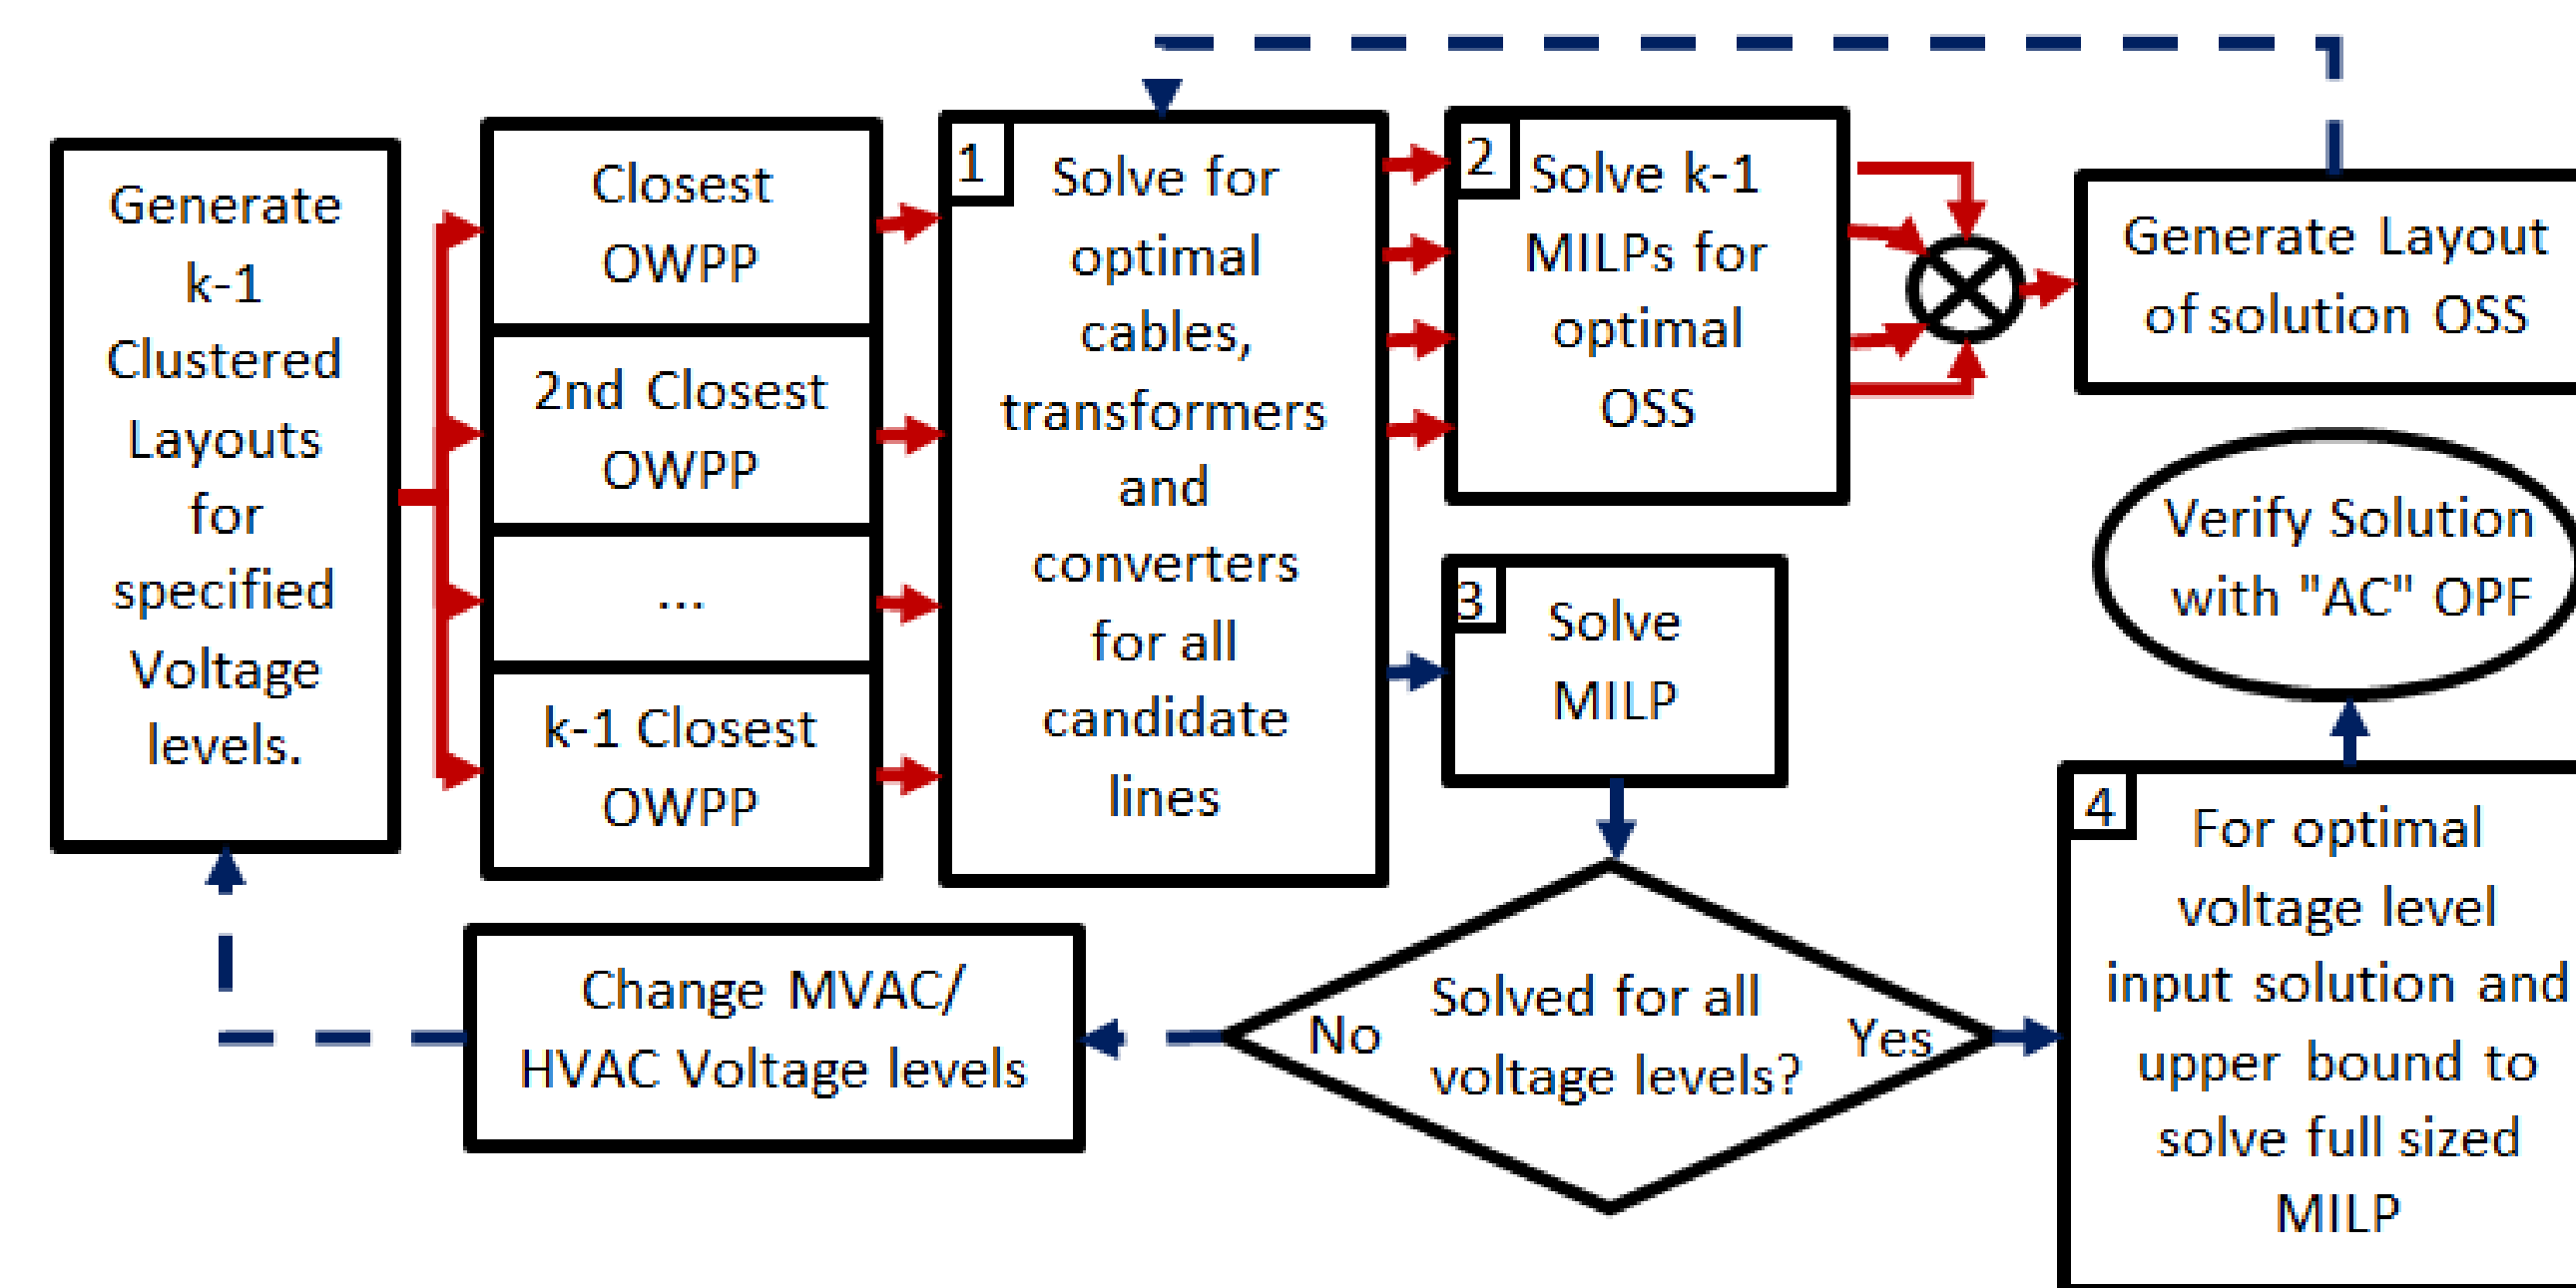 Generate
k-1
Clustered
Layouts
for
specified
Voltage
levels.
Closest
OWPP
2nd Closest
OWPP
...
k-1 Closest
OWPP
1
Solve for
optimal
cables,
transformers
and
converters
for all
candidate
lines
2
Solve k-1
MILPs for
optimal
OSS
Generate Layout
of solution OSS
3
Solve
MILP
Solved for all
voltage levels?
No
Yes
Change MVAC/
HVAC Voltage levels
4
For optimal
voltage level
input solution and
upper bound to
solve full sized
MILP
Verify Solution
with "AC" OPF